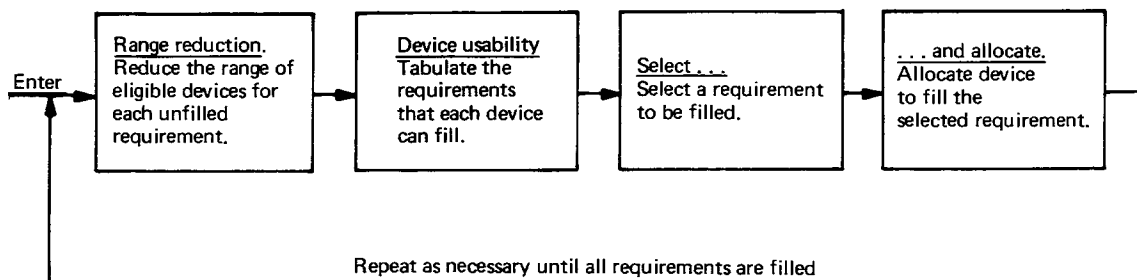 Enter
Range reduction.
Reduce the range of
eligible devices for
each unfilled
requirement.
Device usability
Tabulate the
requirements
that each device
can fill.
Select . . .
Select a requirement
to be filled.
. . . and allocate.
Allocate device
to fill the
selected requirement.
Repeat as necessary until all requirements are filled